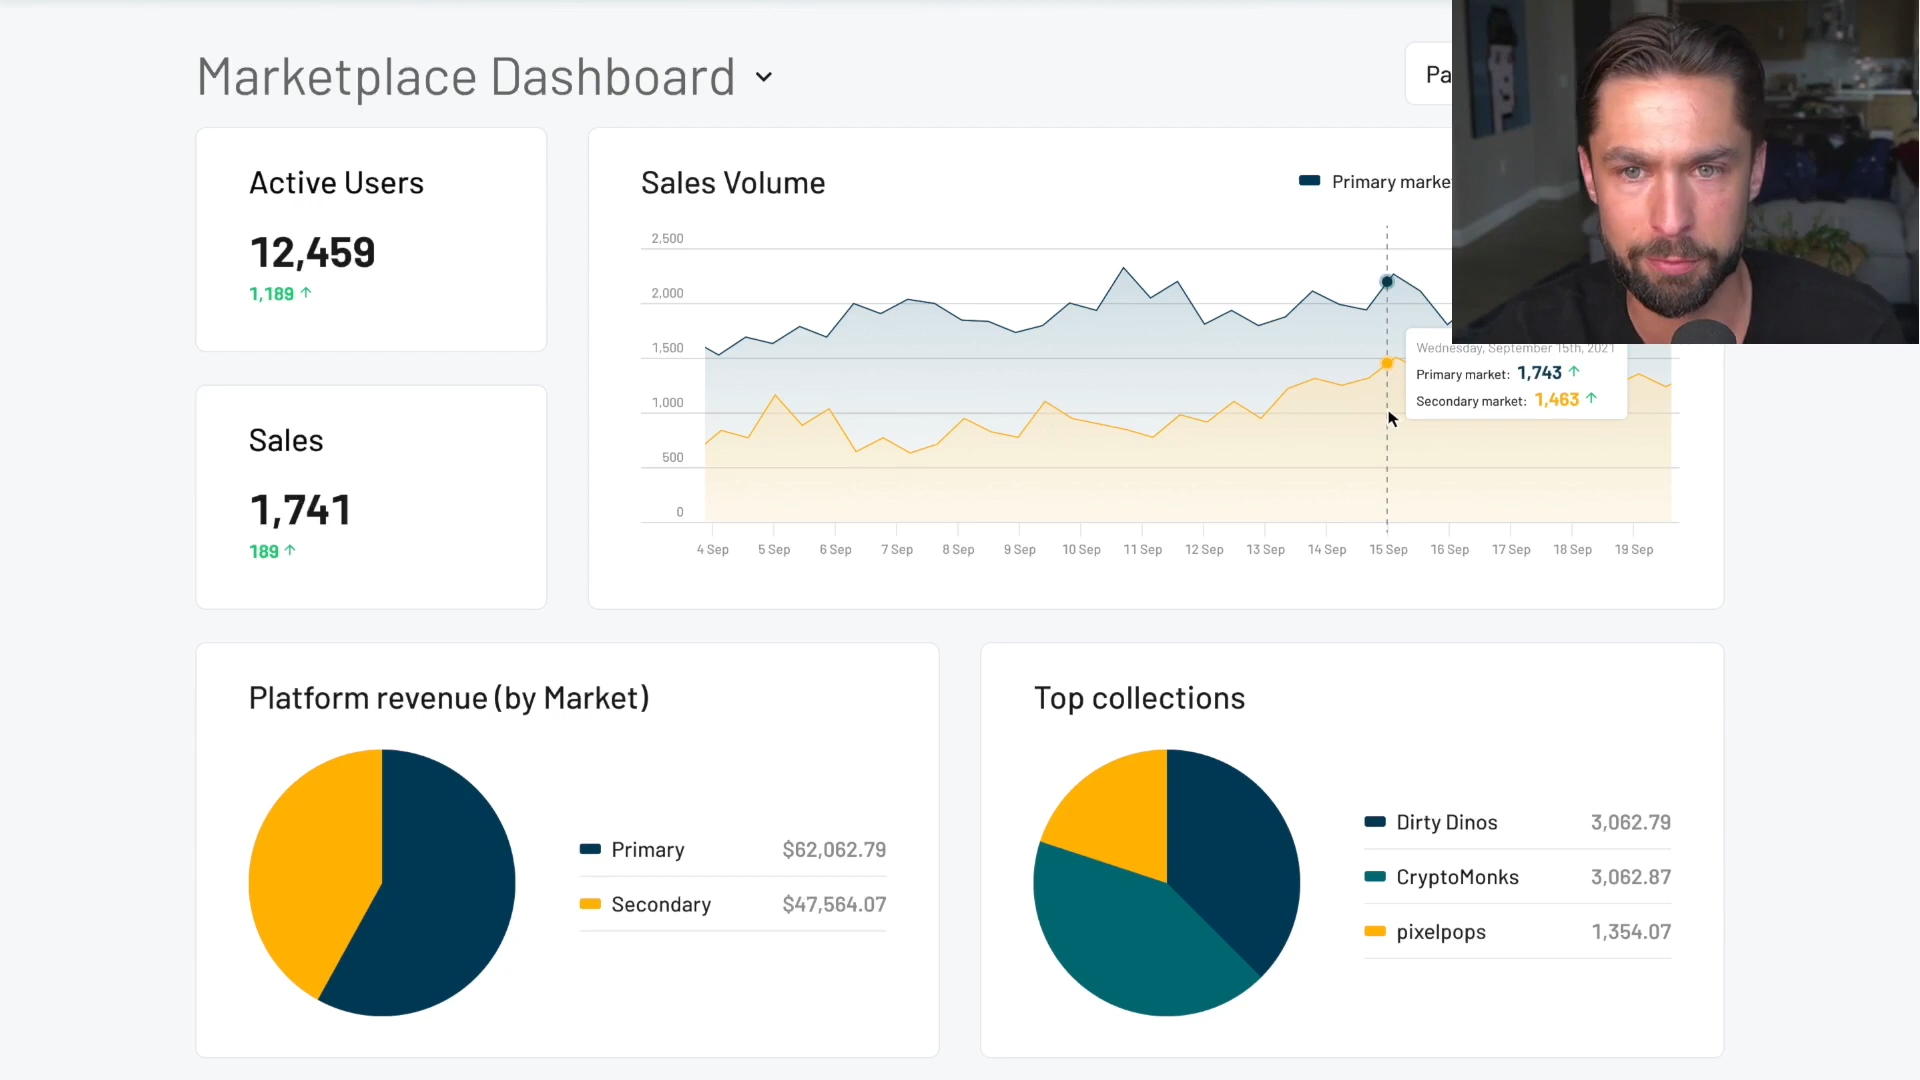 Marketplace Dashboard
Pa
Active Users
12,459
1,189 ↑
Sales Volume
Primary marke
2,500
2,000
1,500
1,000
500
0
Wednesday, September 15th, 2021
Primary market: 1,743 ↑
Secondary market: 1,463 ↑
4 Sep 5 Sep 6 Sep 7 Sep 8 Sep 9 Sep 10 Sep 11 Sep 12 Sep 13 Sep 14 Sep 15 Sep 16 Sep 17 Sep 18 Sep 19 Sep
Sales
1,741
189 ↑
Platform revenue (by Market)
Primary $62,062.79
Secondary $47,564.07
Top collections
Dirty Dinos 3,062.79
CryptoMonks 3,062.87
pixelpops 1,354.07